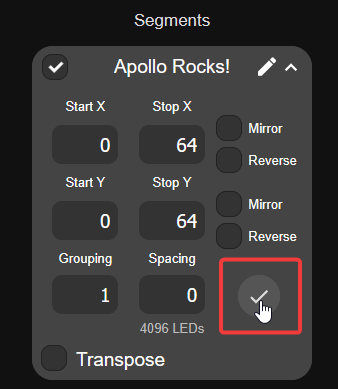 Segments
Apollo Rocks!
Start X Stop X
0 64
Mirror
Reverse
Start Y Stop Y
0 64
Mirror
Reverse
Grouping Spacing
1 0
4096 LEDs
Transpose